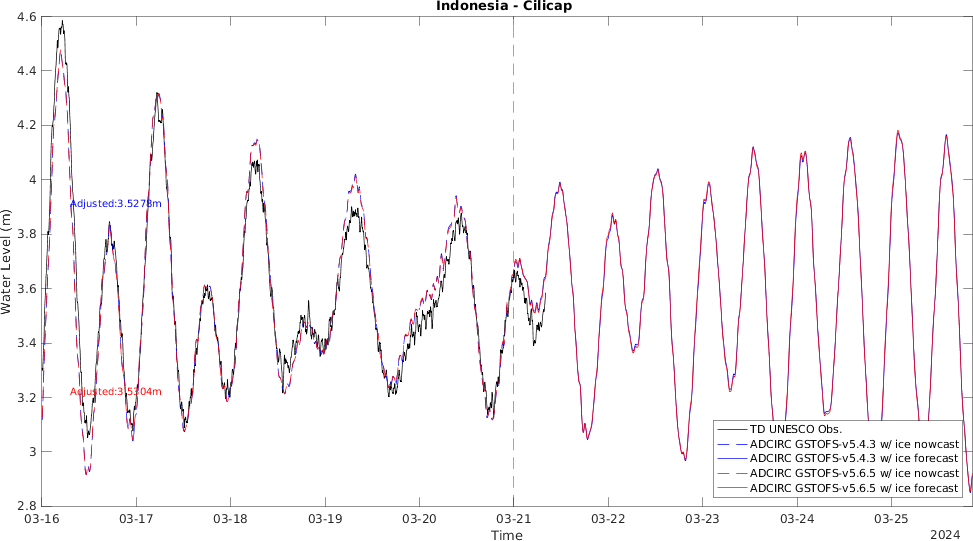 Indonesia - Cilicap
Water Level (m)
4.6
4.4
4.2
4
3.8
3.6
3.4
3.2
3
2.8
Adjusted:3.5278m
Adjusted:3.5304m
TD UNESCO Obs.
ADCIRC GSTOFS-v5.4.3 w/ ice nowcast
ADCIRC GSTOFS-v5.4.3 w/ ice forecast
ADCIRC GSTOFS-v5.6.5 w/ ice nowcast
ADCIRC GSTOFS-v5.6.5 w/ ice forecast
03-16 03-17 03-18 03-19 03-20 03-21 03-22 03-23 03-24 03-25
Time
2024